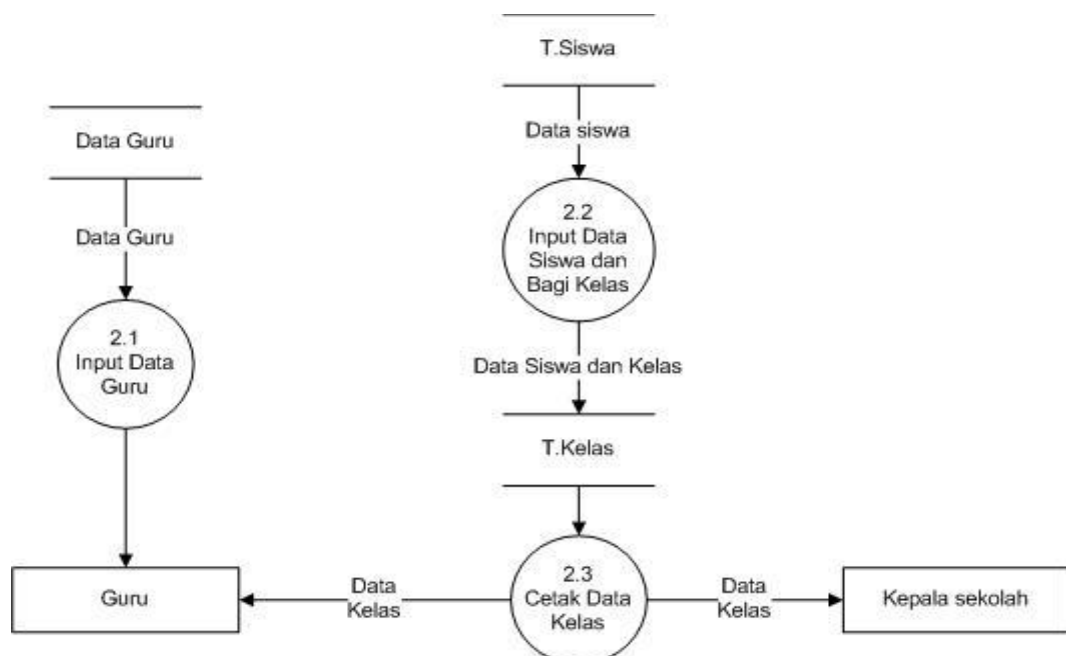 T.Siswa
Data Guru
Data siswa
Data Guru
2.2
Input Data
Siswa dan
Bagi Kelas
2.1
Input Data
Guru
Data Siswa dan Kelas
T.Kelas
Guru
Data
Kelas
2.3
Cetak Data
Kelas
Data
Kelas
Kepala sekolah